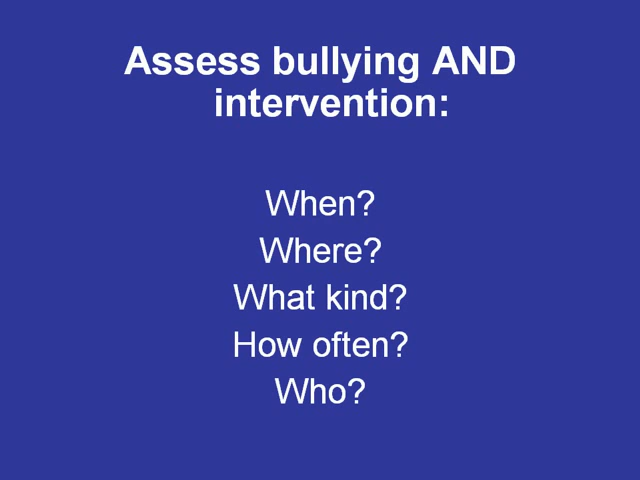 Assess bullying AND
intervention:
When?
Where?
What kind?
How often?
Who?